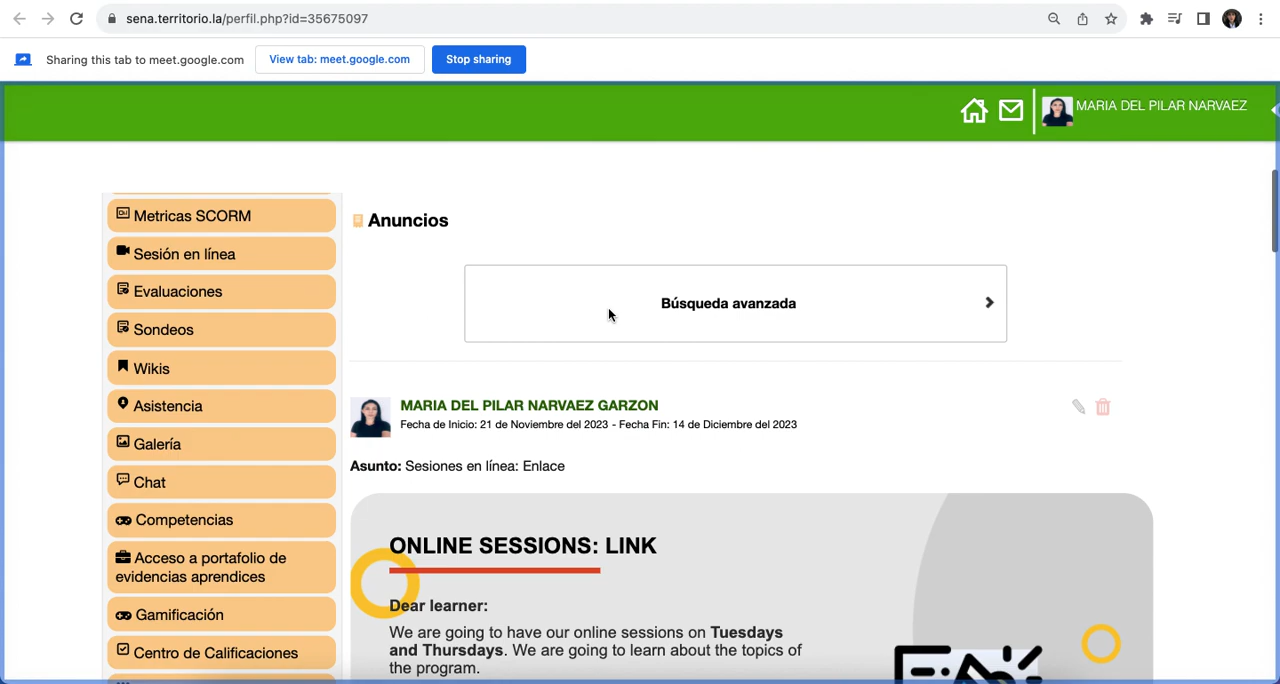 sena.territorio.la/perfil.php?id=35675097
Sharing this tab to meet.google.com
View tab: meet.google.com
Stop sharing
MARIA DEL PILAR NARVAEZ
Metricas SCORM
Sesión en línea
Evaluaciones
Sondeos
Wikis
Asistencia
Galería
Chat
Competencias
Acceso a portafolio de
evidencias aprendices
Gamificación
Centro de Calificaciones
Anuncios
Búsqueda avanzada
MARIA DEL PILAR NARVAEZ GARZON
Fecha de Inicio: 21 de Noviembre del 2023 - Fecha Fin: 14 de Diciembre del 2023
Asunto: Sesiones en línea: Enlace
ONLINE SESSIONS: LINK
Dear learner:
We are going to have our online sessions on Tuesdays
and Thursdays. We are going to learn about the topics of
the program.